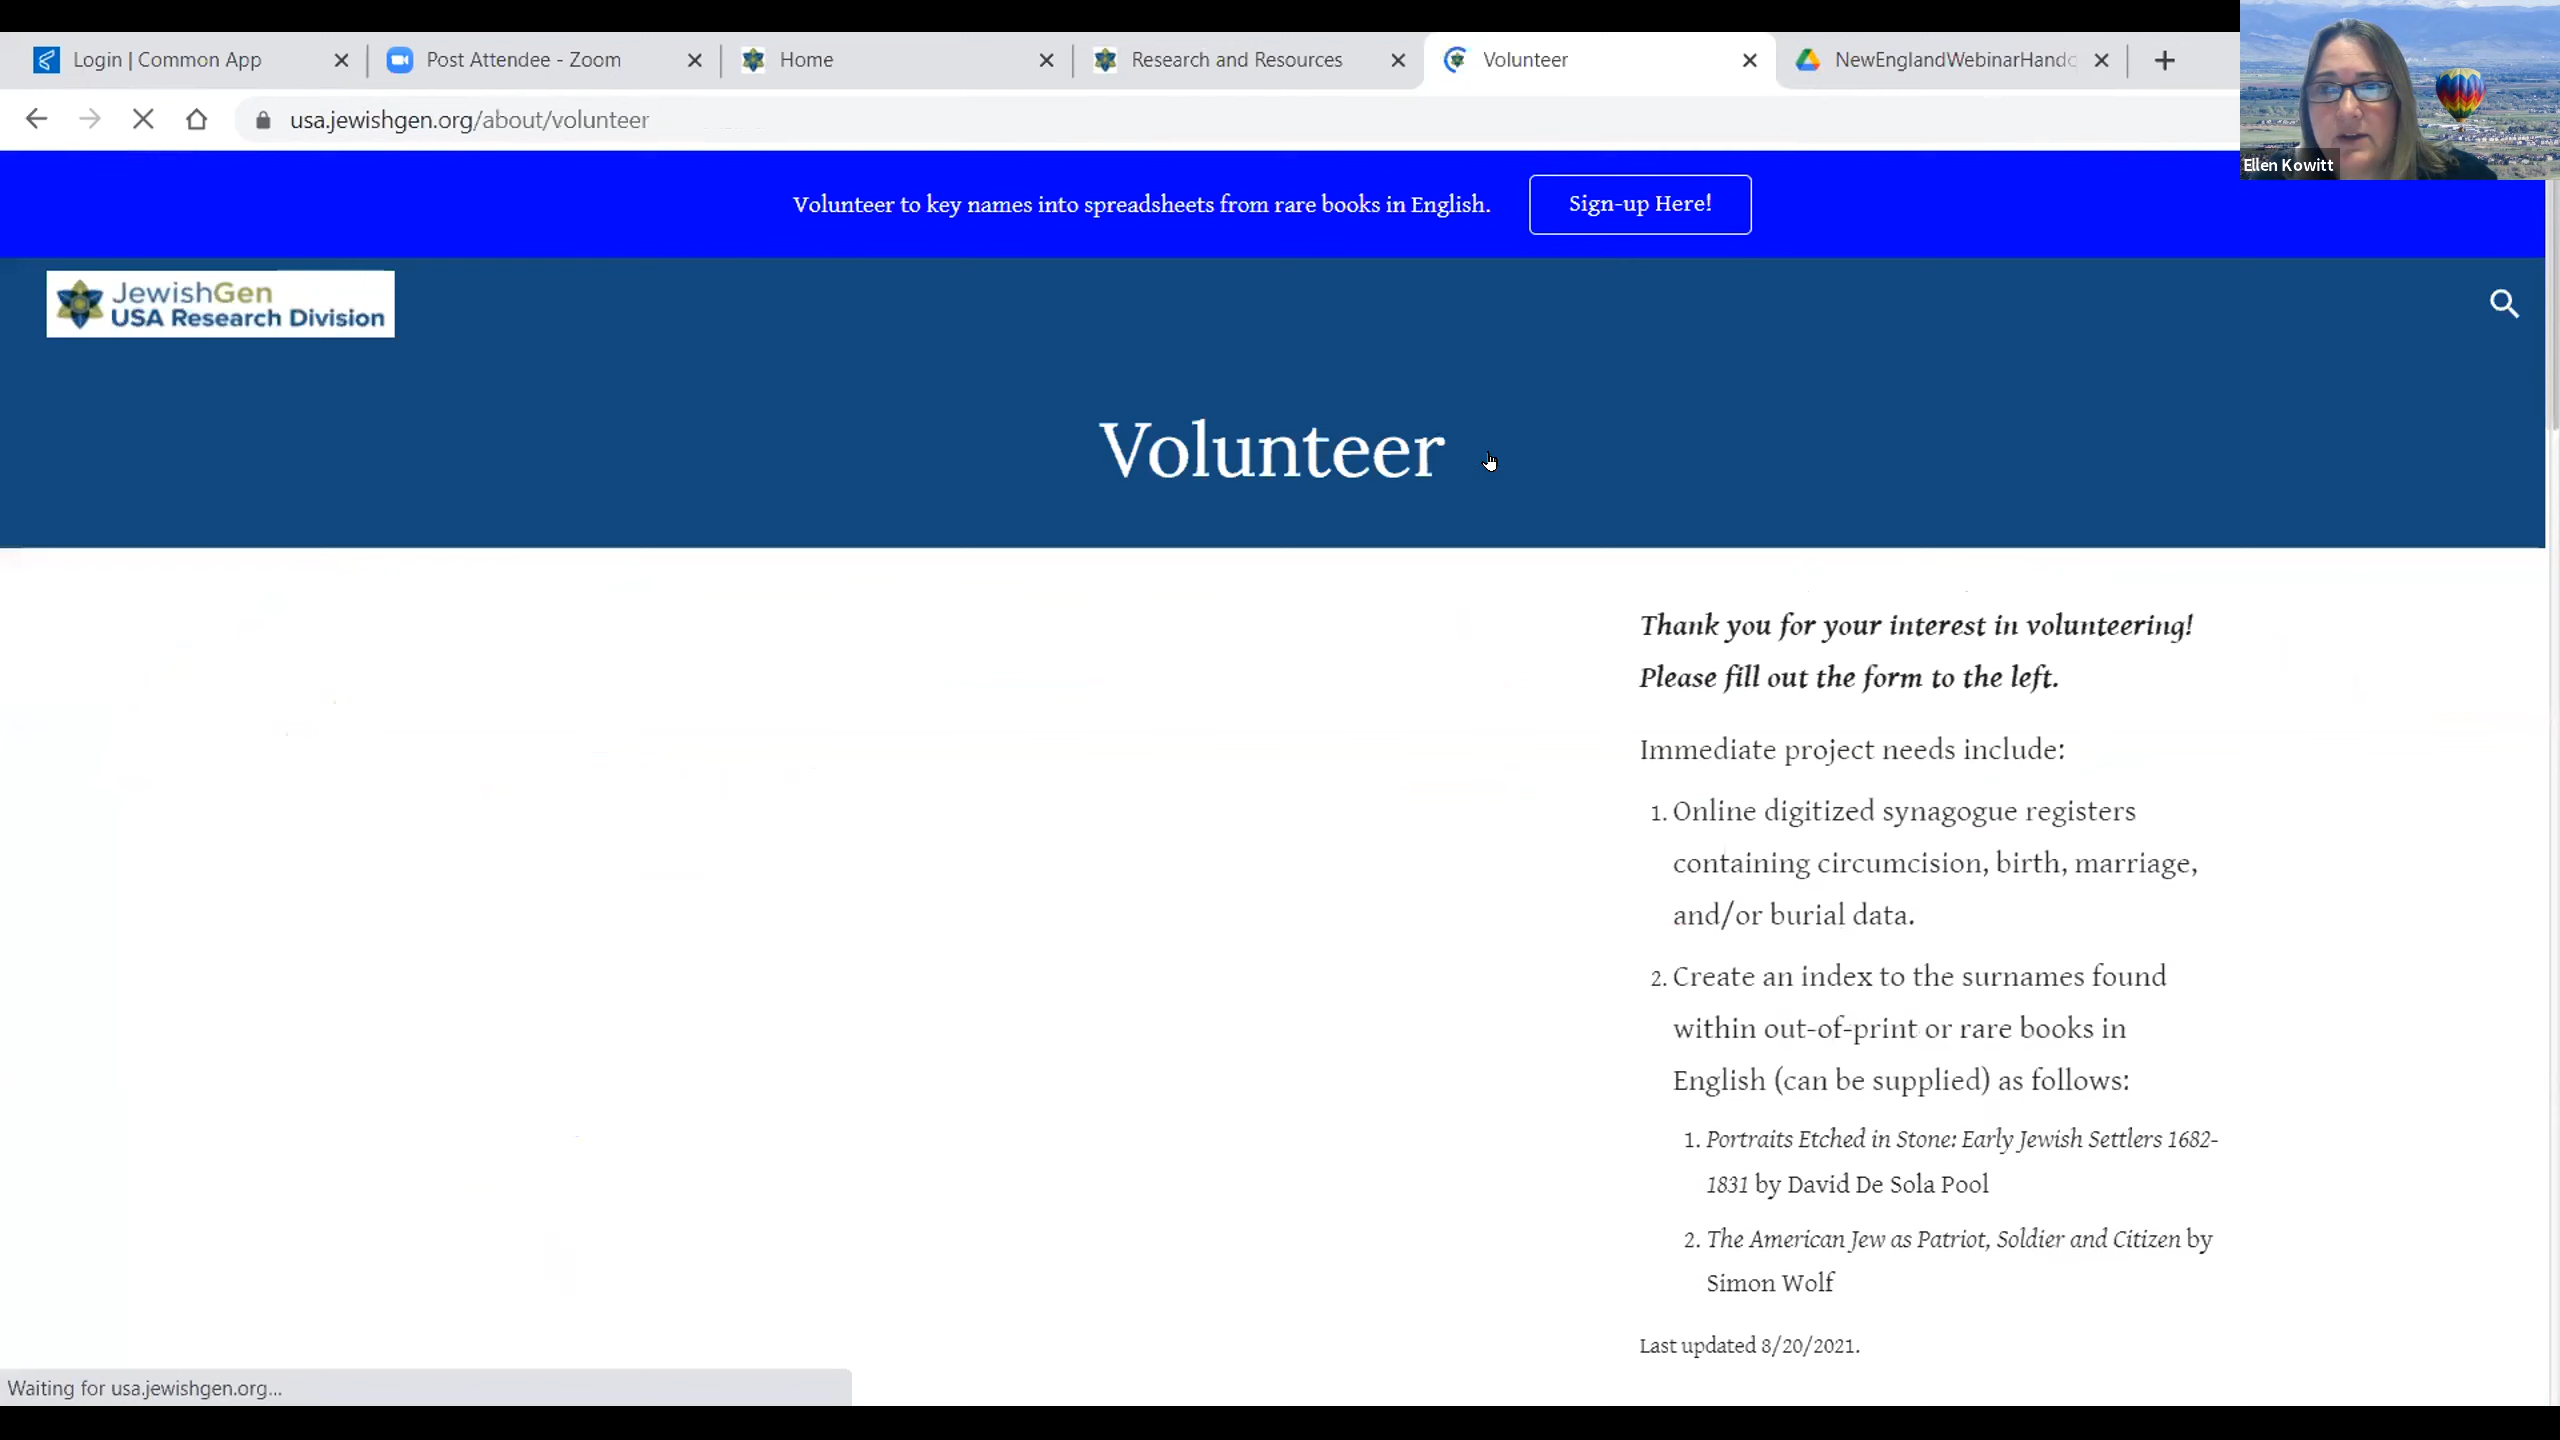 Login | Common App
Post Attendee - Zoom
Home
Research and Resources
Volunteer
NewEnglandWebinarHando
usa.jewishgen.org/about/volunteer
Ellen Kowitt
Volunteer to key names into spreadsheets from rare books in English.
Sign-up Here!
JewishGen
USA Research Division
Volunteer
Thank you for your interest in volunteering!
Please fill out the form to the left.
Immediate project needs include:
1. Online digitized synagogue registers
containing circumcision, birth, marriage,
and/or burial data.
2. Create an index to the surnames found
within out-of-print or rare books in
English (can be supplied) as follows:
1. Portraits Etched in Stone: Early Jewish Settlers 1682-
1831 by David De Sola Pool
2. The American Jew as Patriot, Soldier and Citizen by
Simon Wolf
Last updated 8/20/2021.
Waiting for usa.jewishgen.org...